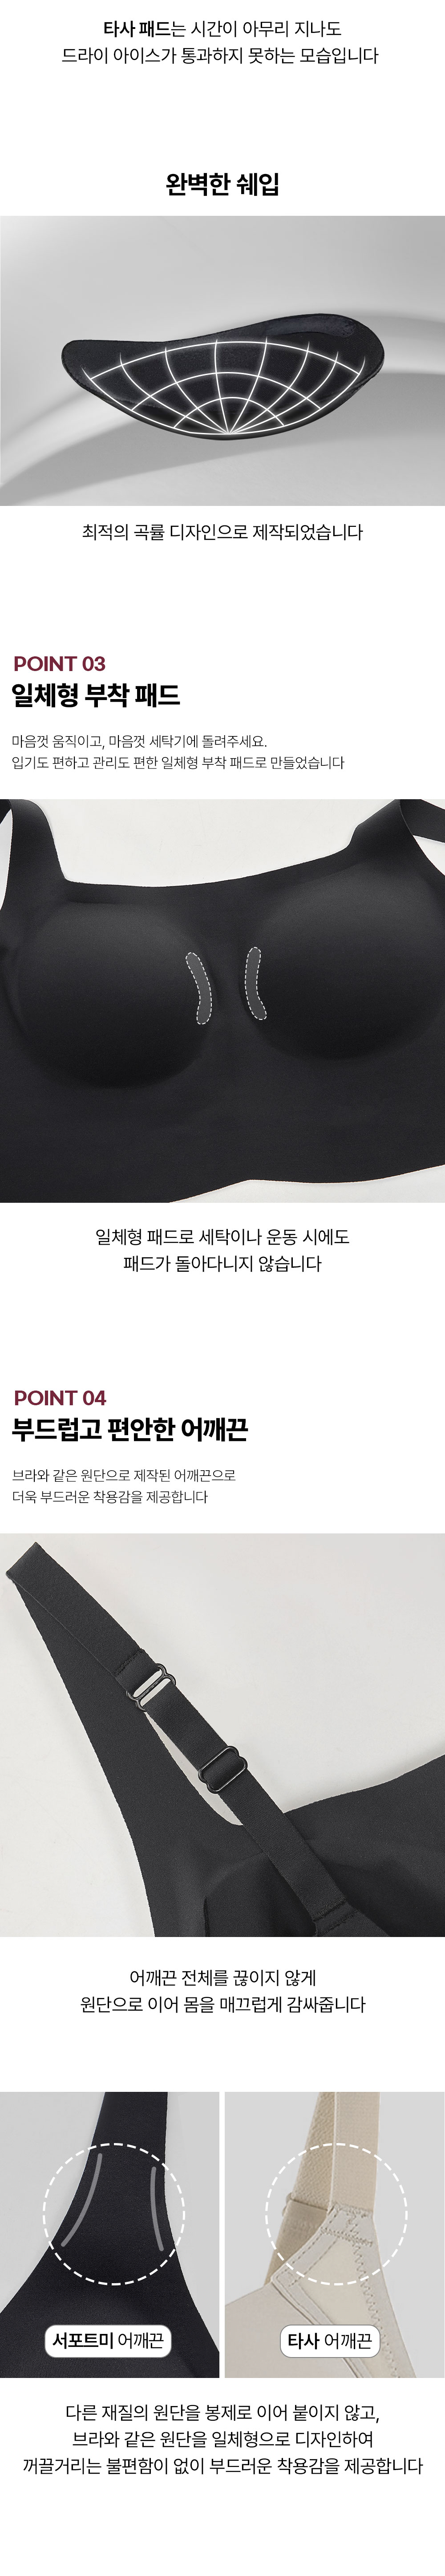 타사 패드는 시간이 아무리 지나도
드라이 아이스가 통과하지 못하는 모습입니다
완벽한 쉐입
최적의 곡률 디자인으로 제작되었습니다
POINT 03
일체형 부착 패드
마음껏 움직이고, 마음껏 세탁기에 돌려주세요.
입기도 편하고 관리도 편한 일체형 부착 패드로 만들었습니다
일체형 패드로 세탁이나 운동 시에도
패드가 돌아다니지 않습니다
POINT 04
부드럽고 편안한 어깨끈
브라와 같은 원단으로 제작된 어깨끈으로
더욱 부드러운 착용감을 제공합니다
어깨끈 전체를 끊이지 않게
원단으로 이어 몸을 매끄럽게 감싸줍니다
서포트미 어깨끈
타사 어깨끈
다른 재질의 원단을 봉제로 이어 붙이지 않고,
브라와 같은 원단을 일체형으로 디자인하여
꺼끌거리는 불편함이 없이 부드러운 착용감을 제공합니다